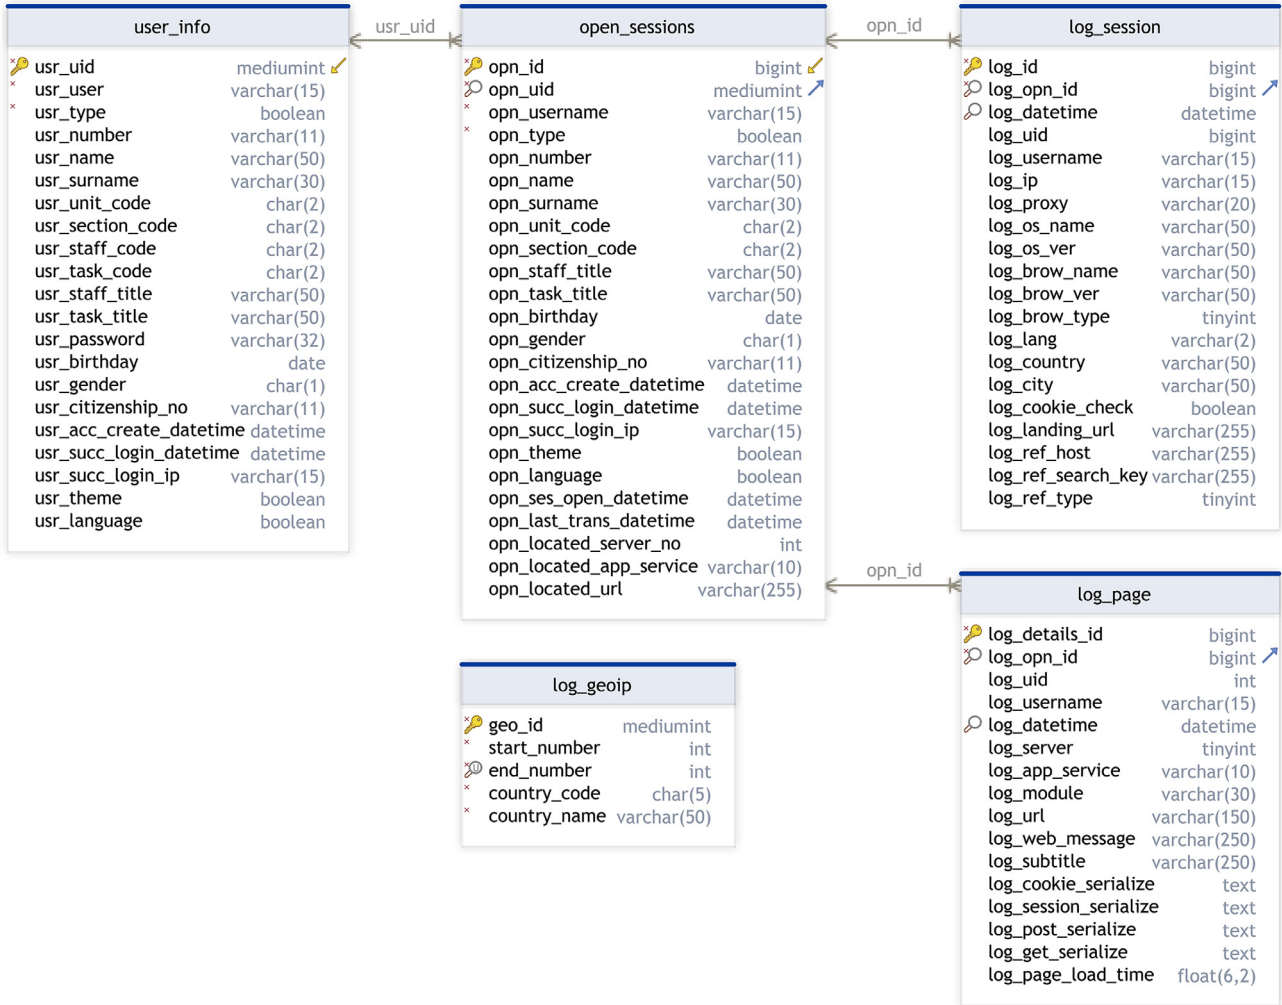 user_info
usr_uid mediumint
usr_user varchar(15)
usr_type boolean
usr_number varchar(11)
usr_name varchar(50)
usr_surname varchar(30)
usr_unit_code char(2)
usr_section_code char(2)
usr_staff_code char(2)
usr_task_code char(2)
usr_staff_title varchar(50)
usr_task_title varchar(50)
usr_password varchar(32)
usr_birthday date
usr_gender char(1)
usr_citizenship_no varchar(11)
usr_acc_create_datetime datetime
usr_succ_login_datetime datetime
usr_succ_login_ip varchar(15)
usr_theme boolean
usr_language boolean
usr_uid
open_sessions
opn_id bigint
opn_uid mediumint
opn_username varchar(15)
opn_type boolean
opn_number varchar(11)
opn_name varchar(50)
opn_surname varchar(30)
opn_unit_code char(2)
opn_section_code char(2)
opn_staff_title varchar(50)
opn_task_title varchar(50)
opn_birthday date
opn_gender char(1)
opn_citizenship_no varchar(11)
opn_acc_create_datetime datetime
opn_succ_login_datetime datetime
opn_succ_login_ip varchar(15)
opn_theme boolean
opn_language boolean
opn_ses_open_datetime datetime
opn_last_trans_datetime datetime
opn_located_server_no int
opn_located_app_service varchar(10)
opn_located_url varchar(255)
opn_id
log_session
log_id bigint
log_opn_id bigint
log_datetime datetime
log_uid bigint
log_username varchar(15)
log_ip varchar(15)
log_proxy varchar(20)
log_os_name varchar(50)
log_os_ver varchar(50)
log_brow_name varchar(50)
log_brow_ver varchar(50)
log_brow_type tinyint
log_lang varchar(2)
log_country varchar(50)
log_city varchar(50)
log_cookie_check boolean
log_landing_url varchar(255)
log_ref_host varchar(255)
log_ref_search_key varchar(255)
log_ref_type tinyint
opn_id
log_geoip
geo_id mediumint
start_number int
end_number int
country_code char(5)
country_name varchar(50)
log_page
log_details_id bigint
log_opn_id bigint
log_uid int
log_username varchar(15)
log_datetime datetime
log_server tinyint
log_app_service varchar(10)
log_module varchar(30)
log_url varchar(150)
log_web_message varchar(250)
log_subtitle varchar(250)
log_cookie_serialize text
log_session_serialize text
log_post_serialize text
log_get_serialize text
log_page_load_time float(6,2)